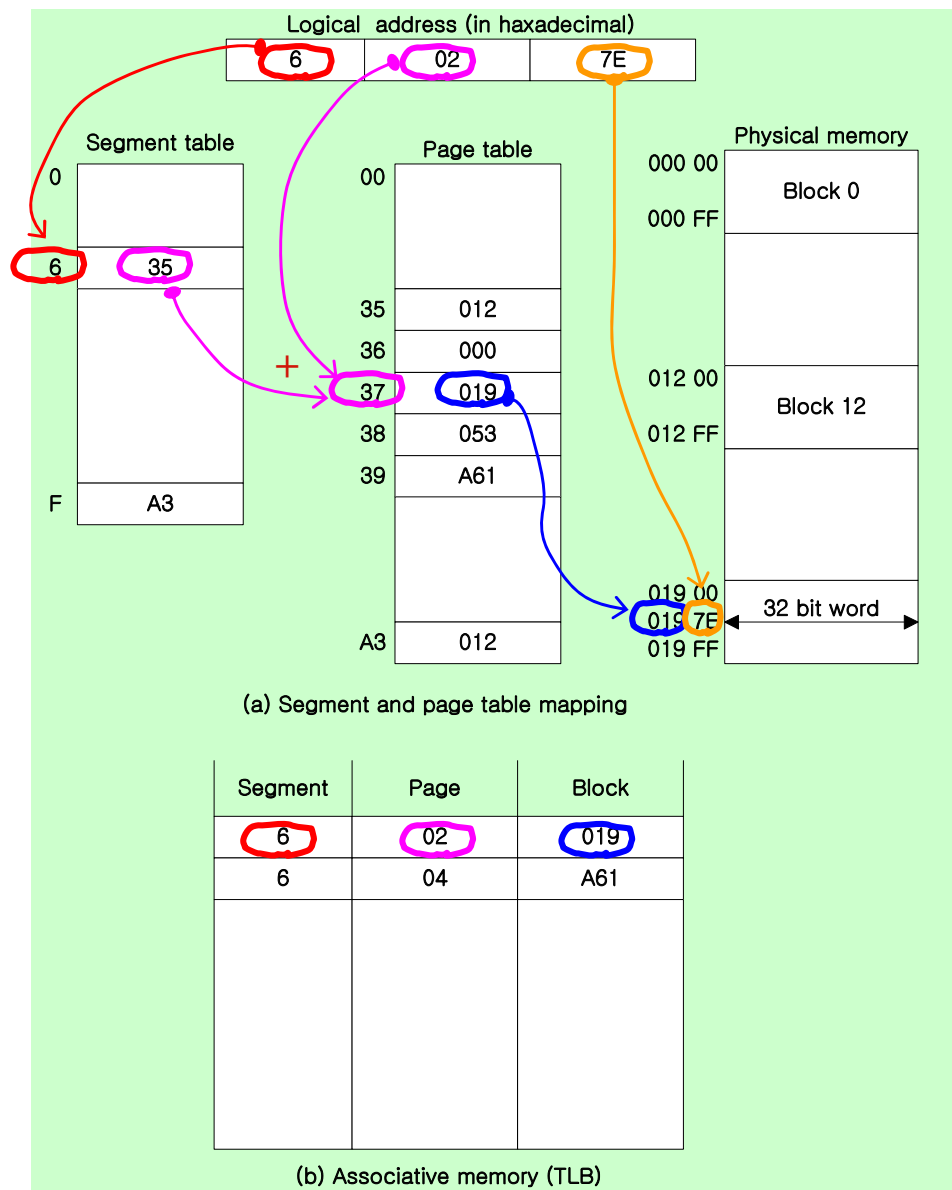 Logical address (in haxadecimal)
6 02 7E
Segment table
Page table
Physical memory
0
6 35
F A3
00
35 012
36 000
+
37 019
38 053
39 A61
A3 012
000 00
Block 0
000 FF
012 00
Block 12
012 FF
019 00
019 7E 32 bit word
019 FF
(a) Segment and page table mapping
Segment Page Block
6 02 019
6 04 A61
(b) Associative memory (TLB)